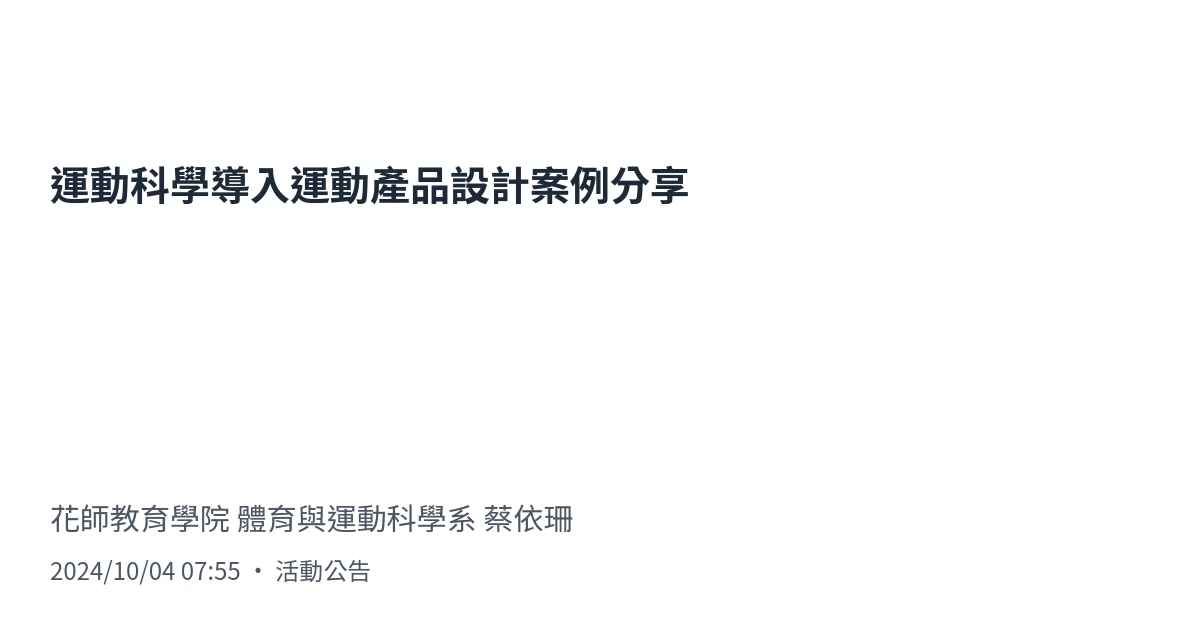 運動科學導入運動產品設計案例分享
花師教育學院 體育與運動科學系 蔡依珊
2024/10/04 07:55 • 活動公告